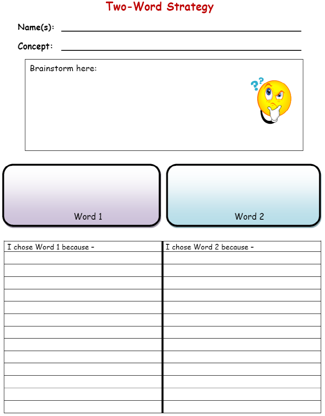 Two-Word Strategy
Name(s):
Concept:
Brainstorm here:
??
Word 1 Word 2
I chose Word 1 because – I chose Word 2 because –